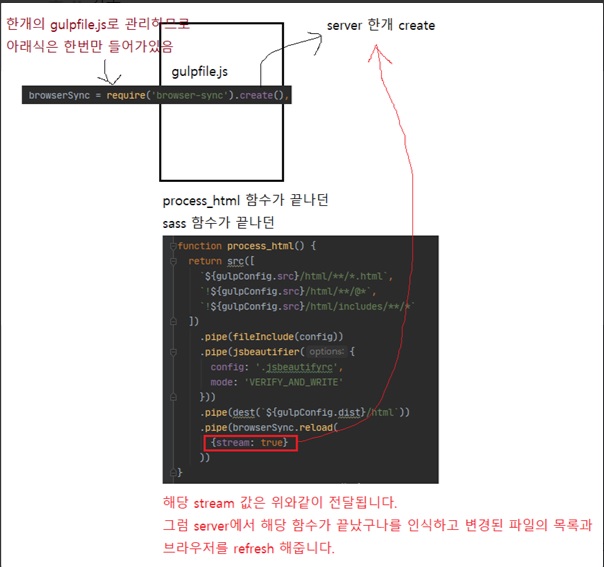 한개의 gulpfile.js로 관리하므로
아래식은 한번만 들어가있음
server 한개 create
gulpfile.js
browserSync = require('browser-sync').create(),
process_html 함수가 끝나던
sass 함수가 끝나던
function process_html() {
return src([
`${gulpConfig.src}/html/**/*.html`,
`!${gulpConfig.src}/html/**/@*`,
`!${gulpConfig.src}/html/includes/**/*`
])
.pipe(fileInclude(config))
.pipe(jsbeautifier( options: {
config: '.jsbeautifyrc',
mode: 'VERIFY_AND_WRITE'
}))
.pipe(dest(`${gulpConfig.dist}/html`))
.pipe(browserSync.reload(
{stream: true}
})
}
해당 stream 값은 위와같이 전달됩니다.
그럼 server에서 해당 함수가 끝났구나를 인식하고 변경된 파일의 목록과
브라우저를 refresh 해줍니다.